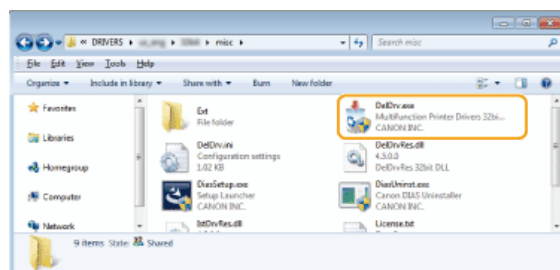 « DRIVERS ▸ us_eng ▸ ▸ misc ▸
Search misc
File Edit View Tools Help
Organize Include in library Share with Burn New folder
Favorites
Libraries
Homegroup
Computer
Network
Ext
File folder
DelDrv.exe
Multifunction Printer Drivers 32bi...
CANON INC.
DelDrv.ini
Configuration settings
1.02 KB
DelDrvRes.dll
4.5.0.0
DelDrvRes 32bit DLL
DiasSetup.exe
Setup Launcher
CANON INC.
DiasUninst.exe
Canon DIAS Uninstaller
CANON INC.
IstDrvRes.dll
License.txt
9 items State: Shared